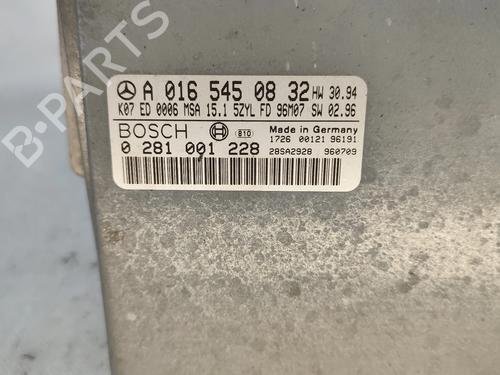 B-PARTS
A 016 545 08 32 HW 30.94
K07 ED 0006 MSA 15.1 5ZYL FD 96M07 SW 02.96
BOSCH 810 Made in Germany
1726 00121 96191
0 281 001 228 28SA2928 960709